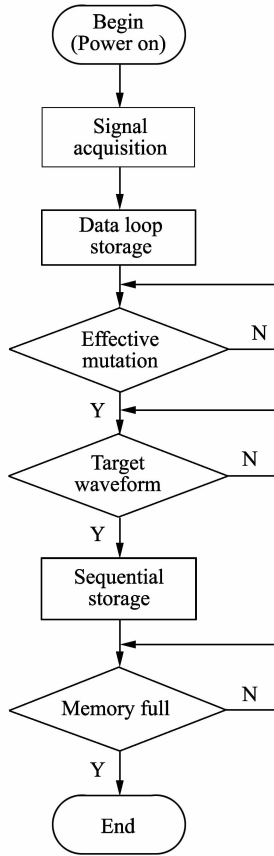 Begin
(Power on)
Signal
acquisition
Data loop
storage
Effective
mutation
N
Y
Target
waveform
N
Y
Sequential
storage
Memory full
N
Y
End